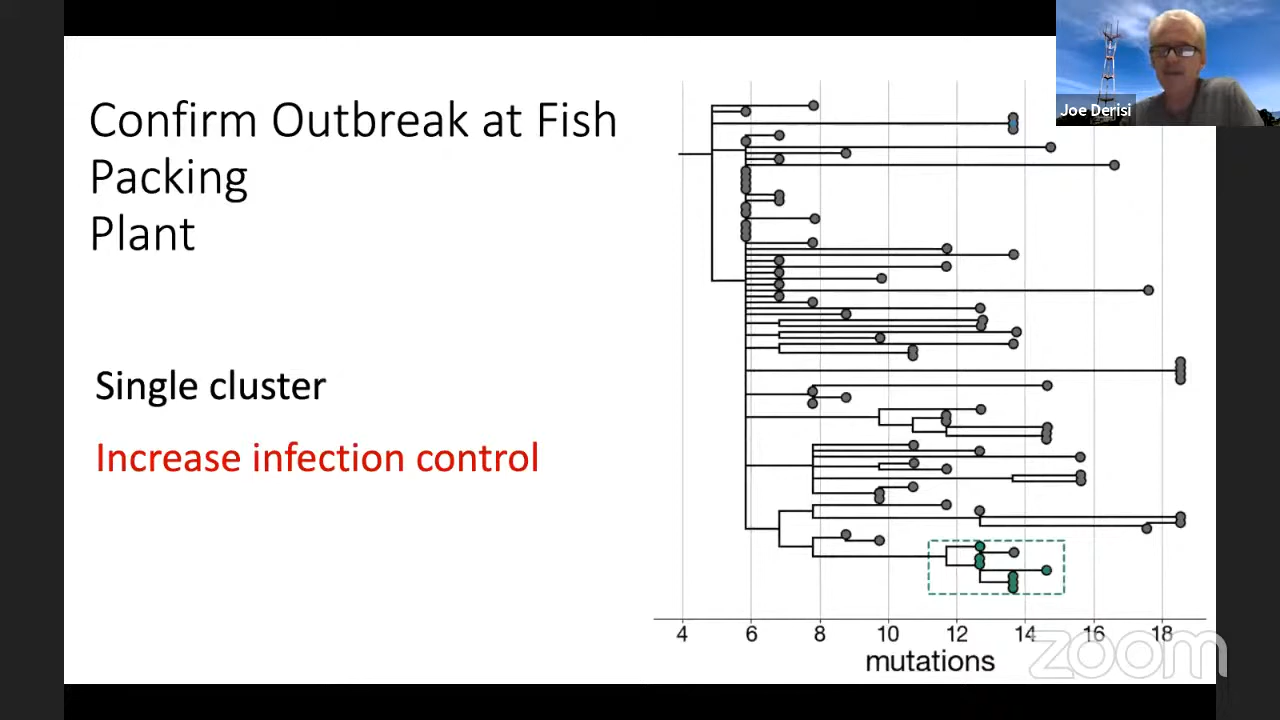 Confirm Outbreak at Fish
Packing
Plant
Single cluster
Increase infection control
Joe Derisi
4 6 8 10 12 14 16 18
mutations
zoom